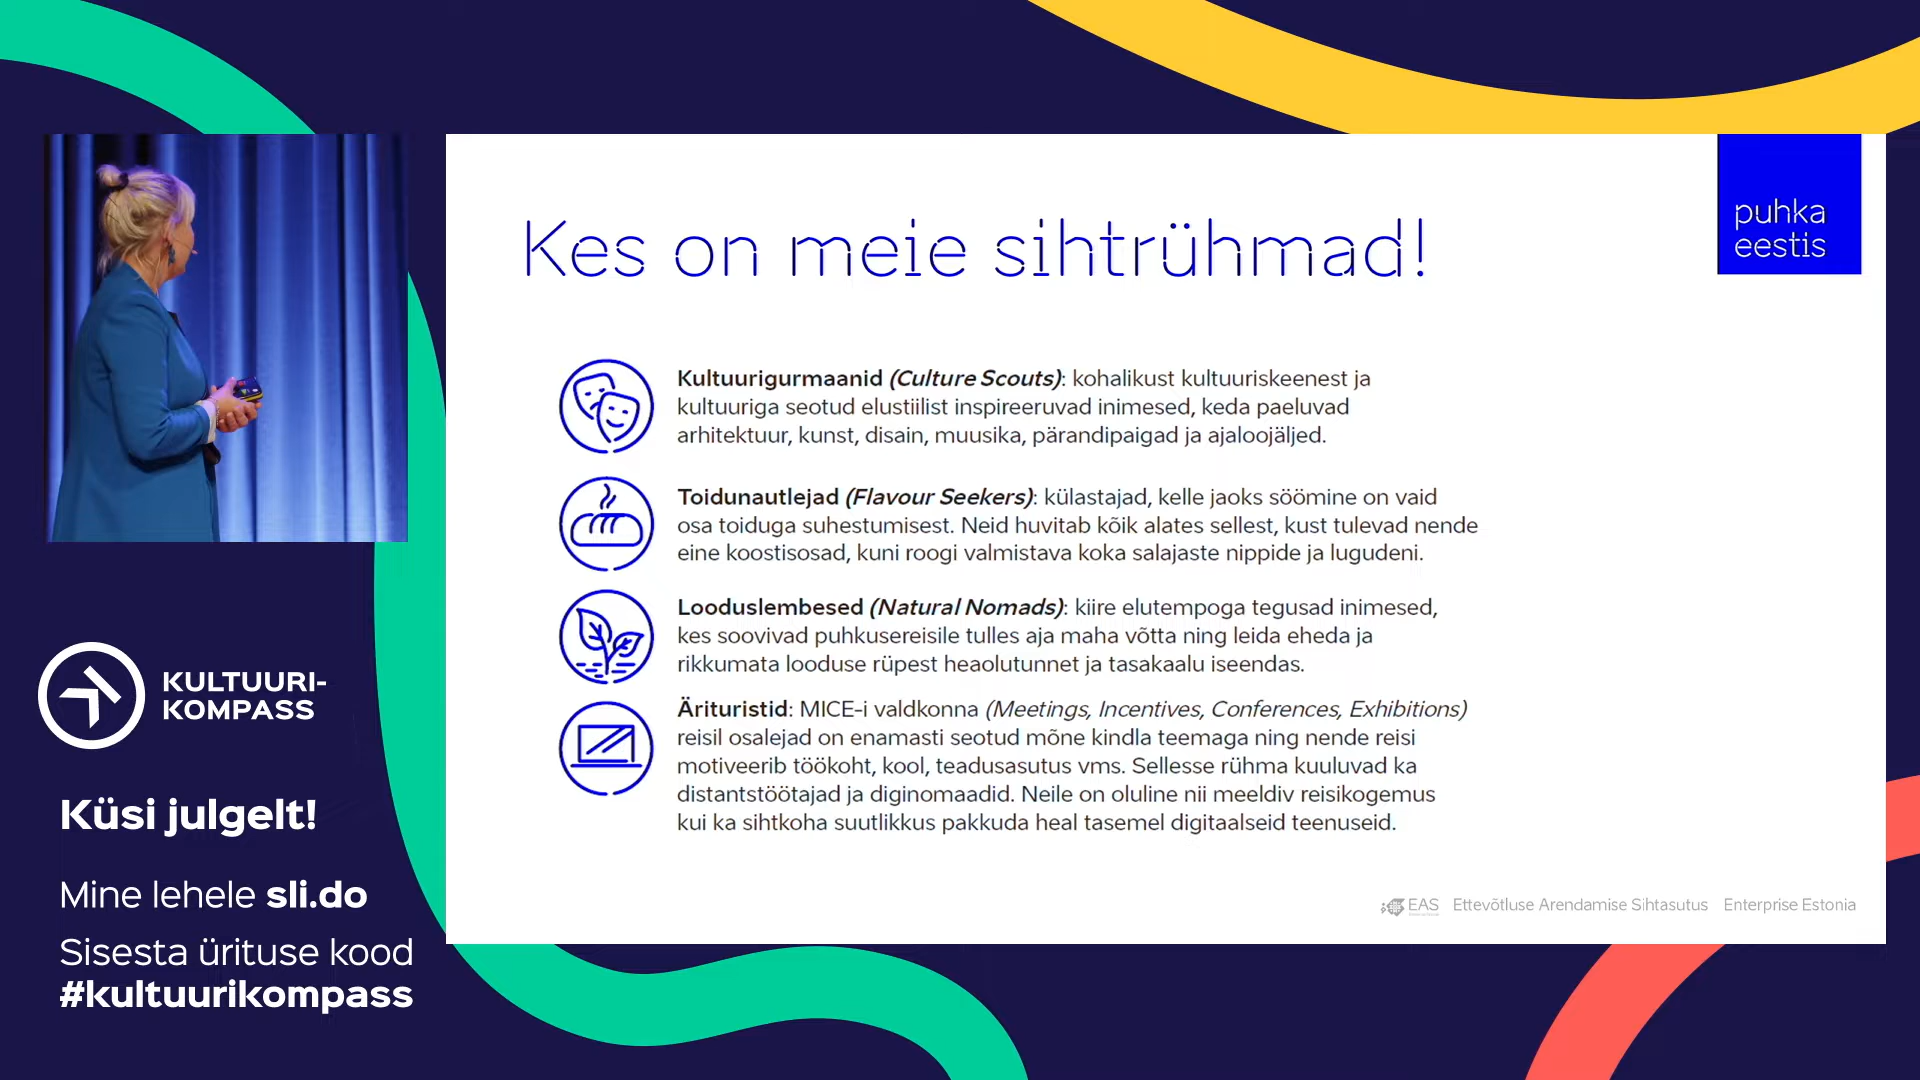 Kes on meie sihtrühmad!
puhka
eestis
Kultuurigurmaanid (Culture Scouts): kohalikust kultuuriskeenest ja
kultuuriga seotud elustiilist inspireeruvad inimesed, keda paeluvad
arhitektuur, kunst, disain, muusika, pärandipaigad ja ajaloojäljed.
Toidunautlejad (Flavour Seekers): külastajad, kelle jaoks söömine on vaid
osa toiduga suhestumisest. Neid huvitab kõik alates sellest, kust tulevad nende
eine koostisosad, kuni roogi valmistava koka salajaste nippide ja lugudeni.
Looduslembesed (Natural Nomads): kiire elutempoga tegusad inimesed,
kes soovivad puhkusereisile tulles aja maha võtta ning leida eheda ja
rikkumata looduse rüpest heaolutunnet ja tasakaalu iseendas.
Ärituristid: MICE-i valdkonna (Meetings, Incentives, Conferences, Exhibitions)
reisil osalejad on enamasti seotud mõne kindla teemaga ning nende reisi
motiveerib töökoht, kool, teadusasutus vms. Sellesse rühma kuuluvad ka
distantstöötajad ja diginomaadid. Neile on oluline nii meeldiv reisikogemus
kui ka sihtkoha suutlikkus pakkuda heal tasemel digitaalseid teenuseid.
EAS Ettevõtluse Arendamise Sihtasutus Enterprise Estonia
KULTUURI-
KOMPASS
Küsi julgelt!
Mine lehele sli.do
Sisesta ürituse kood
#kultuurikompass